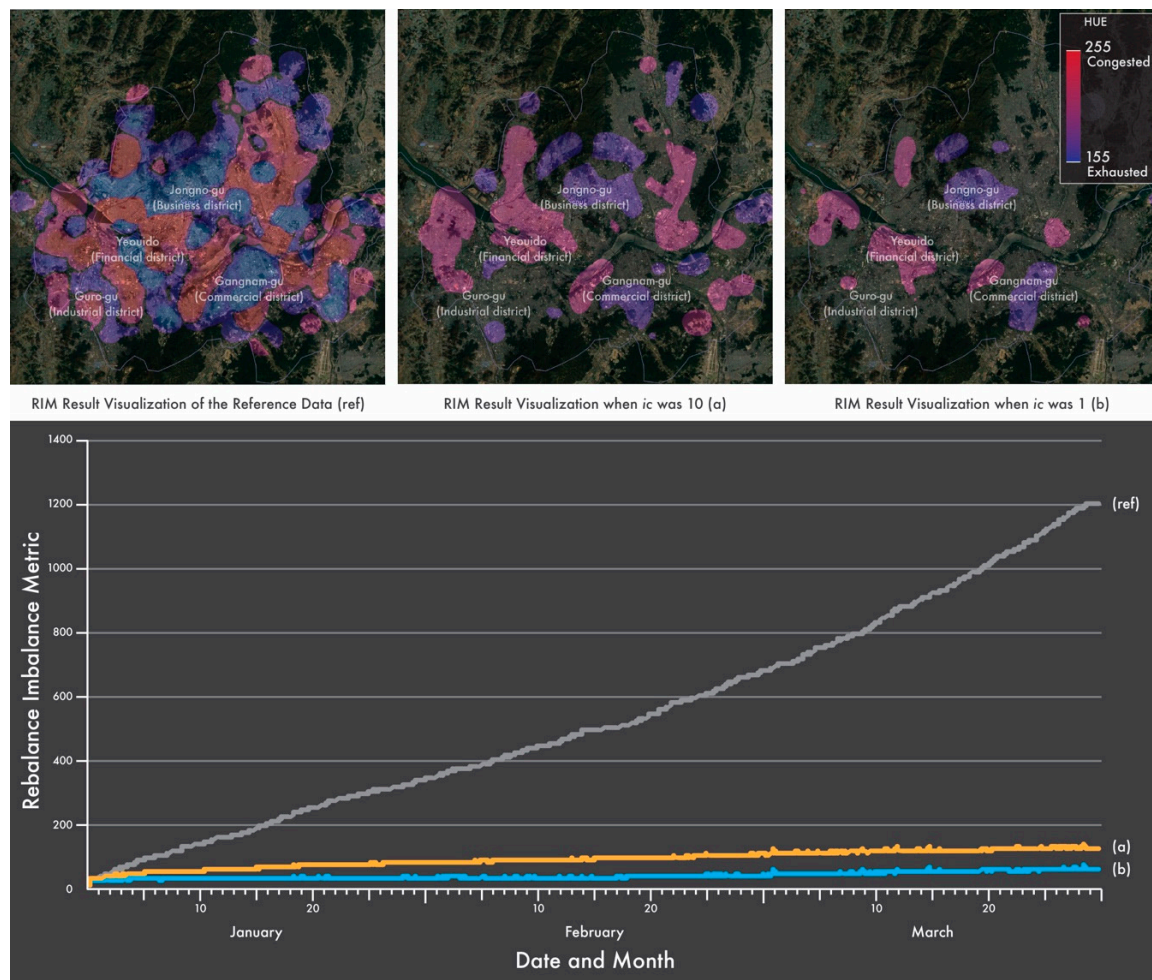 Jongno-gu
(Business district)
Yeouido
(Financial district)
Gangnam-gu
(Commercial district)
Guro-gu
(Industrial district)
Jongno-gu
(Business district)
Yeouido
(Financial district)
Gangnam-gu
(Commercial district)
Guro-gu
(Industrial district)
HUE
255
Congested
155
Exhausted
Jongno-gu
(Business district)
Yeouido
(Financial district)
Gangnam-gu
(Commercial district)
Guro-gu
(Industrial district)
RIM Result Visualization of the Reference Data (ref)
RIM Result Visualization when ic was 10 (a)
RIM Result Visualization when ic was 1 (b)
Rebalance Imbalance Metric
1400
1200
1000
800
600
400
200
0
(ref)
(a)
(b)
10 20 10 20 10 20
January February March
Date and Month